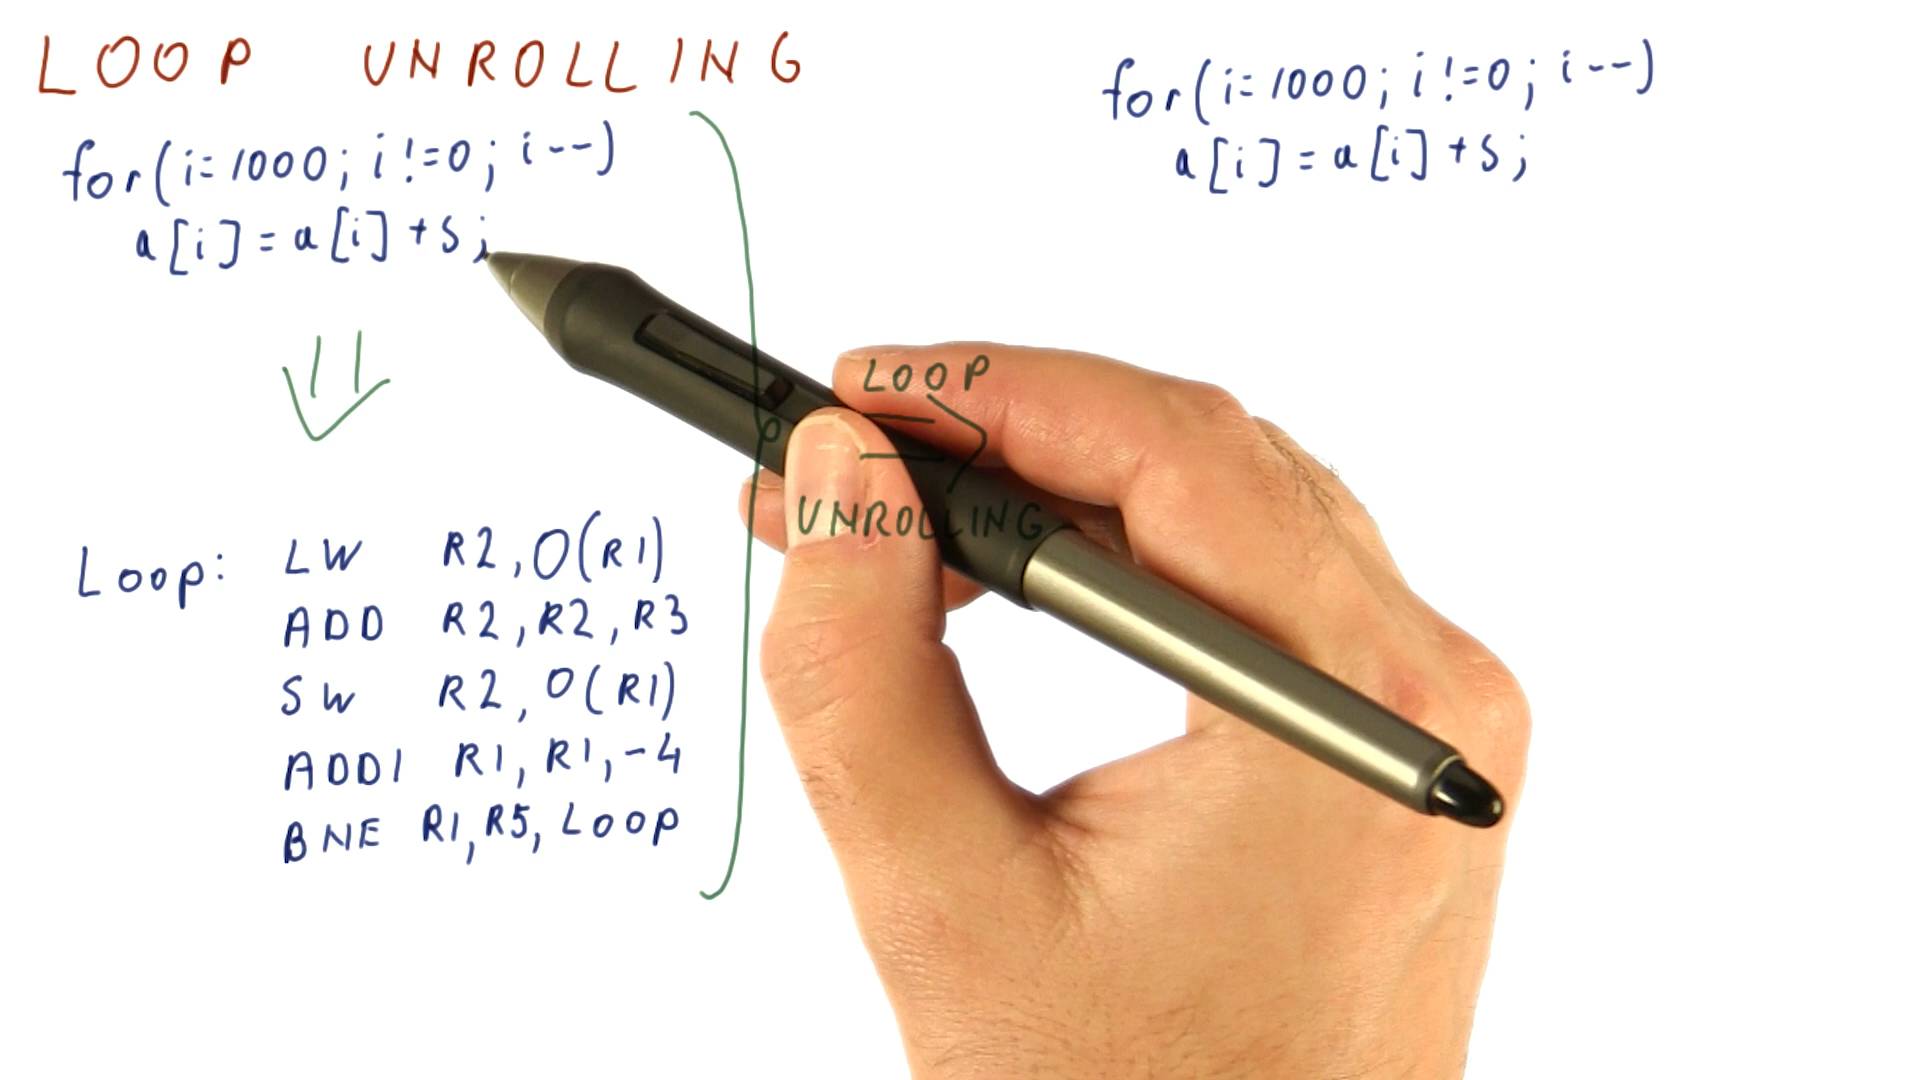 LOOP UNROLLING
for(i=1000; i!=0; i--)
a[i]=a[i]+s;
Loop: LW R2,0(R1)
ADD R2,R2,R3
SW R2,0(R1)
ADDI R1,R1,-4
BNE R1,R5,Loop
LOOP
UNROLLING
for(i=1000; i!=0; i--)
a[i]=a[i]+s;